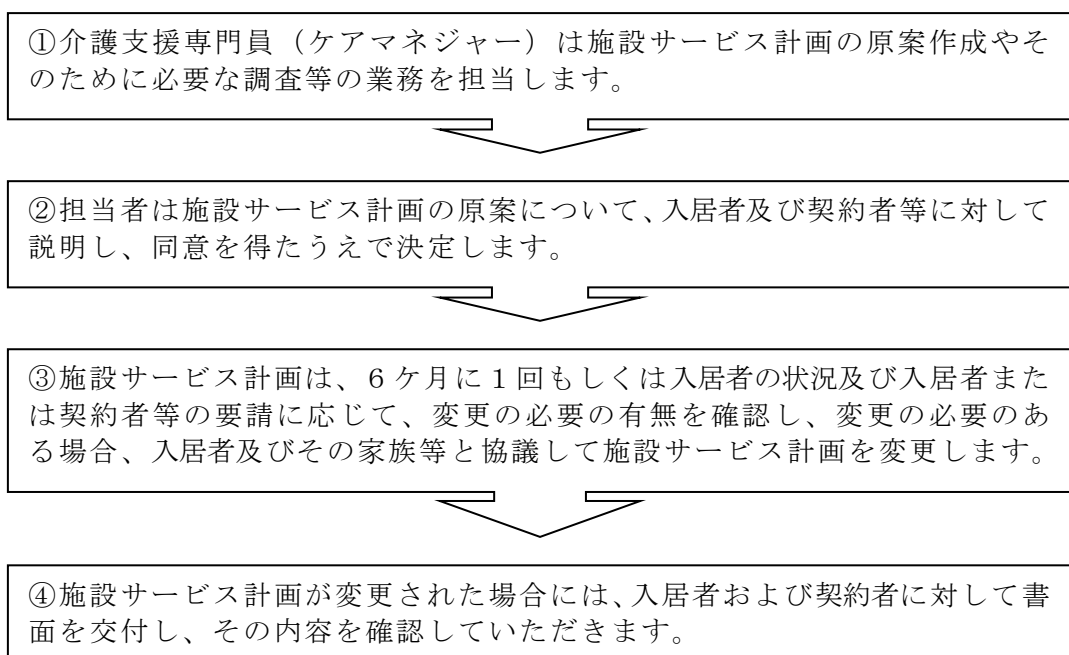 ①介護支援専門員（ケアマネジャー）は施設サービス計画の原案作成やそ
のために必要な調査等の業務を担当します。
②担当者は施設サービス計画の原案について、入居者及び契約者等に対して
説明し、同意を得たうえで決定します。
③施設サービス計画は、６ケ月に１回もしくは入居者の状況及び入居者また
は契約者等の要請に応じて、変更の必要の有無を確認し、変更の必要のあ
る場合、入居者及びその家族等と協議して施設サービス計画を変更します。
④施設サービス計画が変更された場合には、入居者および契約者に対して書
面を交付し、その内容を確認していただきます。